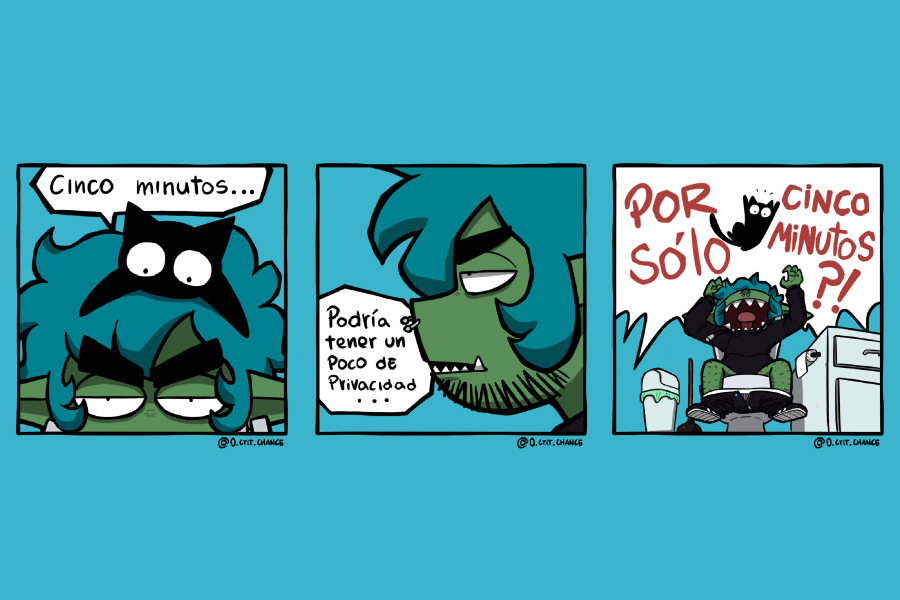 Cinco minutos...
@0.crit.chance
Podría
tener un
poco de
privacidad
...
@0.crit.chance
POR
SÓLO
CINCO
MINUTOS
?!
@0.crit.chance